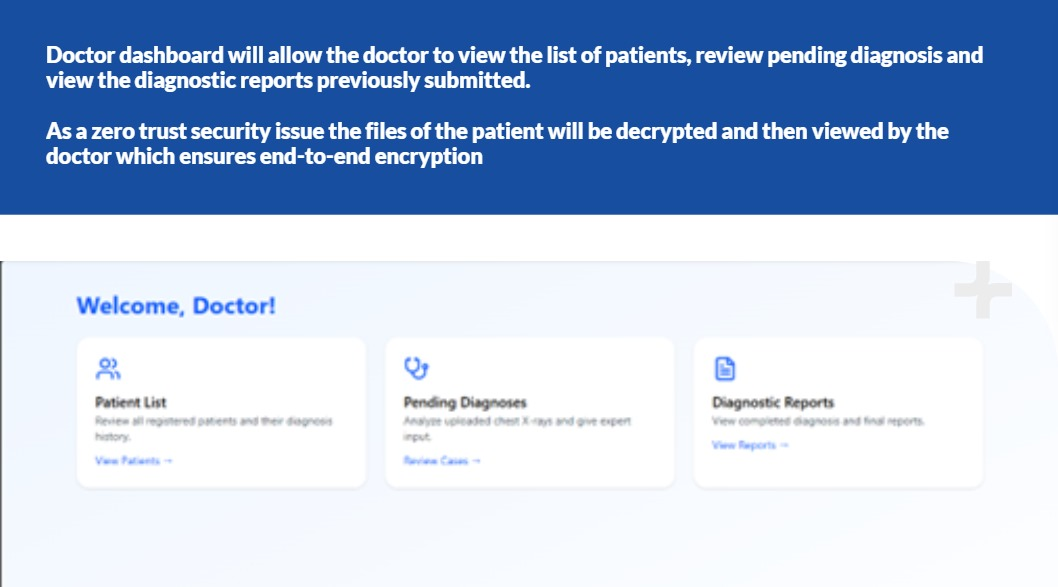 Doctor dashboard will allow the doctor to view the list of patients, review pending diagnosis and
view the diagnostic reports previously submitted.
As a zero trust security issue the files of the patient will be decrypted and then viewed by the
doctor which ensures end-to-end encryption
Welcome, Doctor!
Patient List
Review all registered patients and their diagnosis
history.
View Patients →
Pending Diagnoses
Analyze uploaded chest X-rays and give expert
input.
Review Cases →
Diagnostic Reports
View completed diagnosis and final reports.
View Reports →